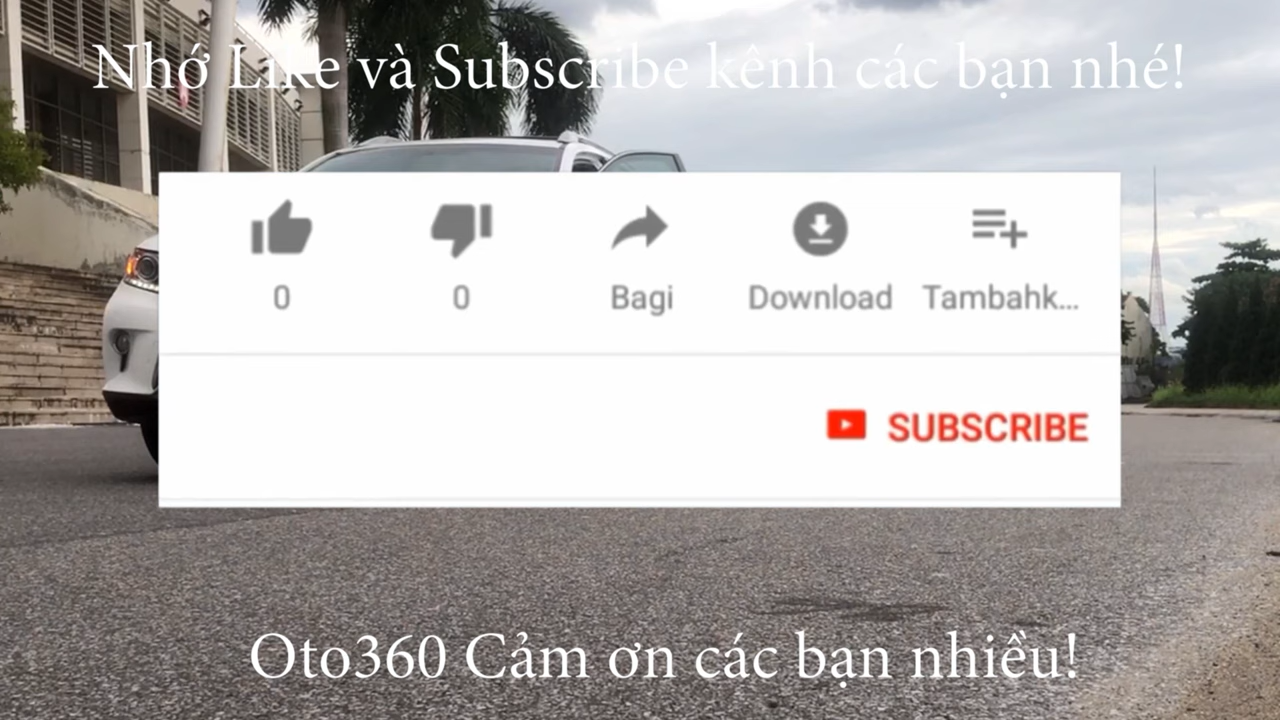 Nhớ Like và Subscribe kênh các bạn nhé!
0 0 Bagi Download Tambahk...
SUBSCRIBE
Oto360 Cảm ơn các bạn nhiều!